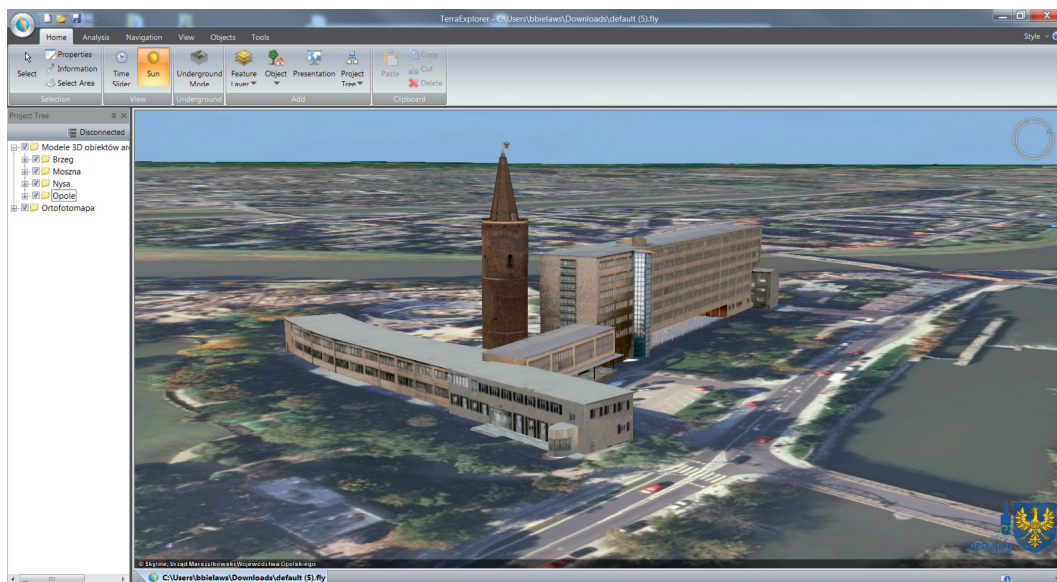 TerraExplorer - C:\Users\bbielaws\Downloads\default (5).fly
Home Analysis Navigation View Objects Tools
Style
Select
Properties
Information
Select Area
Time Slider
Sun
Underground Mode
Feature Layer
Object
Presentation
Project Tree
Paste
Copy
Cut
Delete
Selection View Underground Add Clipboard
Project Tree
Disconnected
Modele 3D obiektów ar
Brzeg
Moszna
Nysa
Opole
Ortofotomapa
© Skyline, Urząd Marszałkowski Województwa Opolskiego
C:\Users\bbielaws\Downloads\default (5).fly